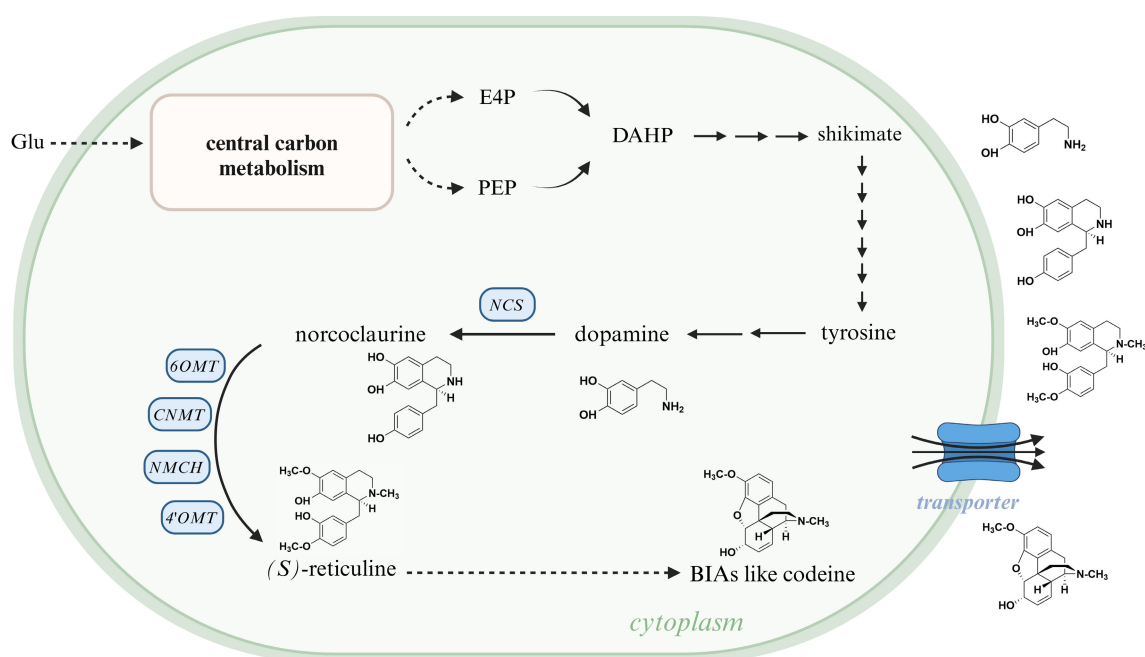 Glu
central carbon
metabolism
E4P
PEP
DAHP
shikimate
HO
OH
NH₂
HO
OH
NH
H
HO
NCS
norcoclaurine
dopamine
tyrosine
HO
OH
NH
H
HO
HO
OH
NH₂
H₃C-O
OH
N-CH₃
H
HO
H₃C-O
6OMT
CNMT
NMCH
4'OMT
H₃C-O
OH
N-CH₃
H
HO
H₃C-O
H₃C-O
O
N-CH₃
H
H
HO
transporter
(S)-reticuline
BIAs like codeine
H₃C-O
O
N-CH₃
H
H
HO
cytoplasm